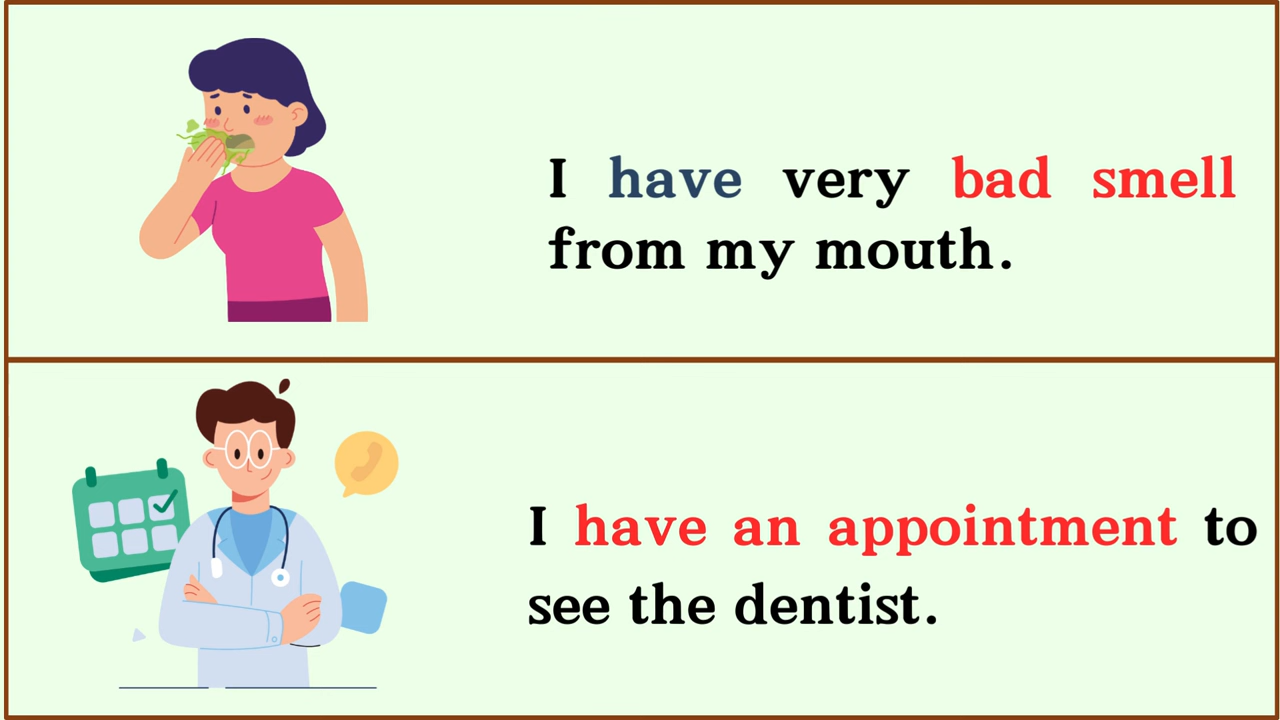 I have very bad smell
from my mouth.
I have an appointment to
see the dentist.